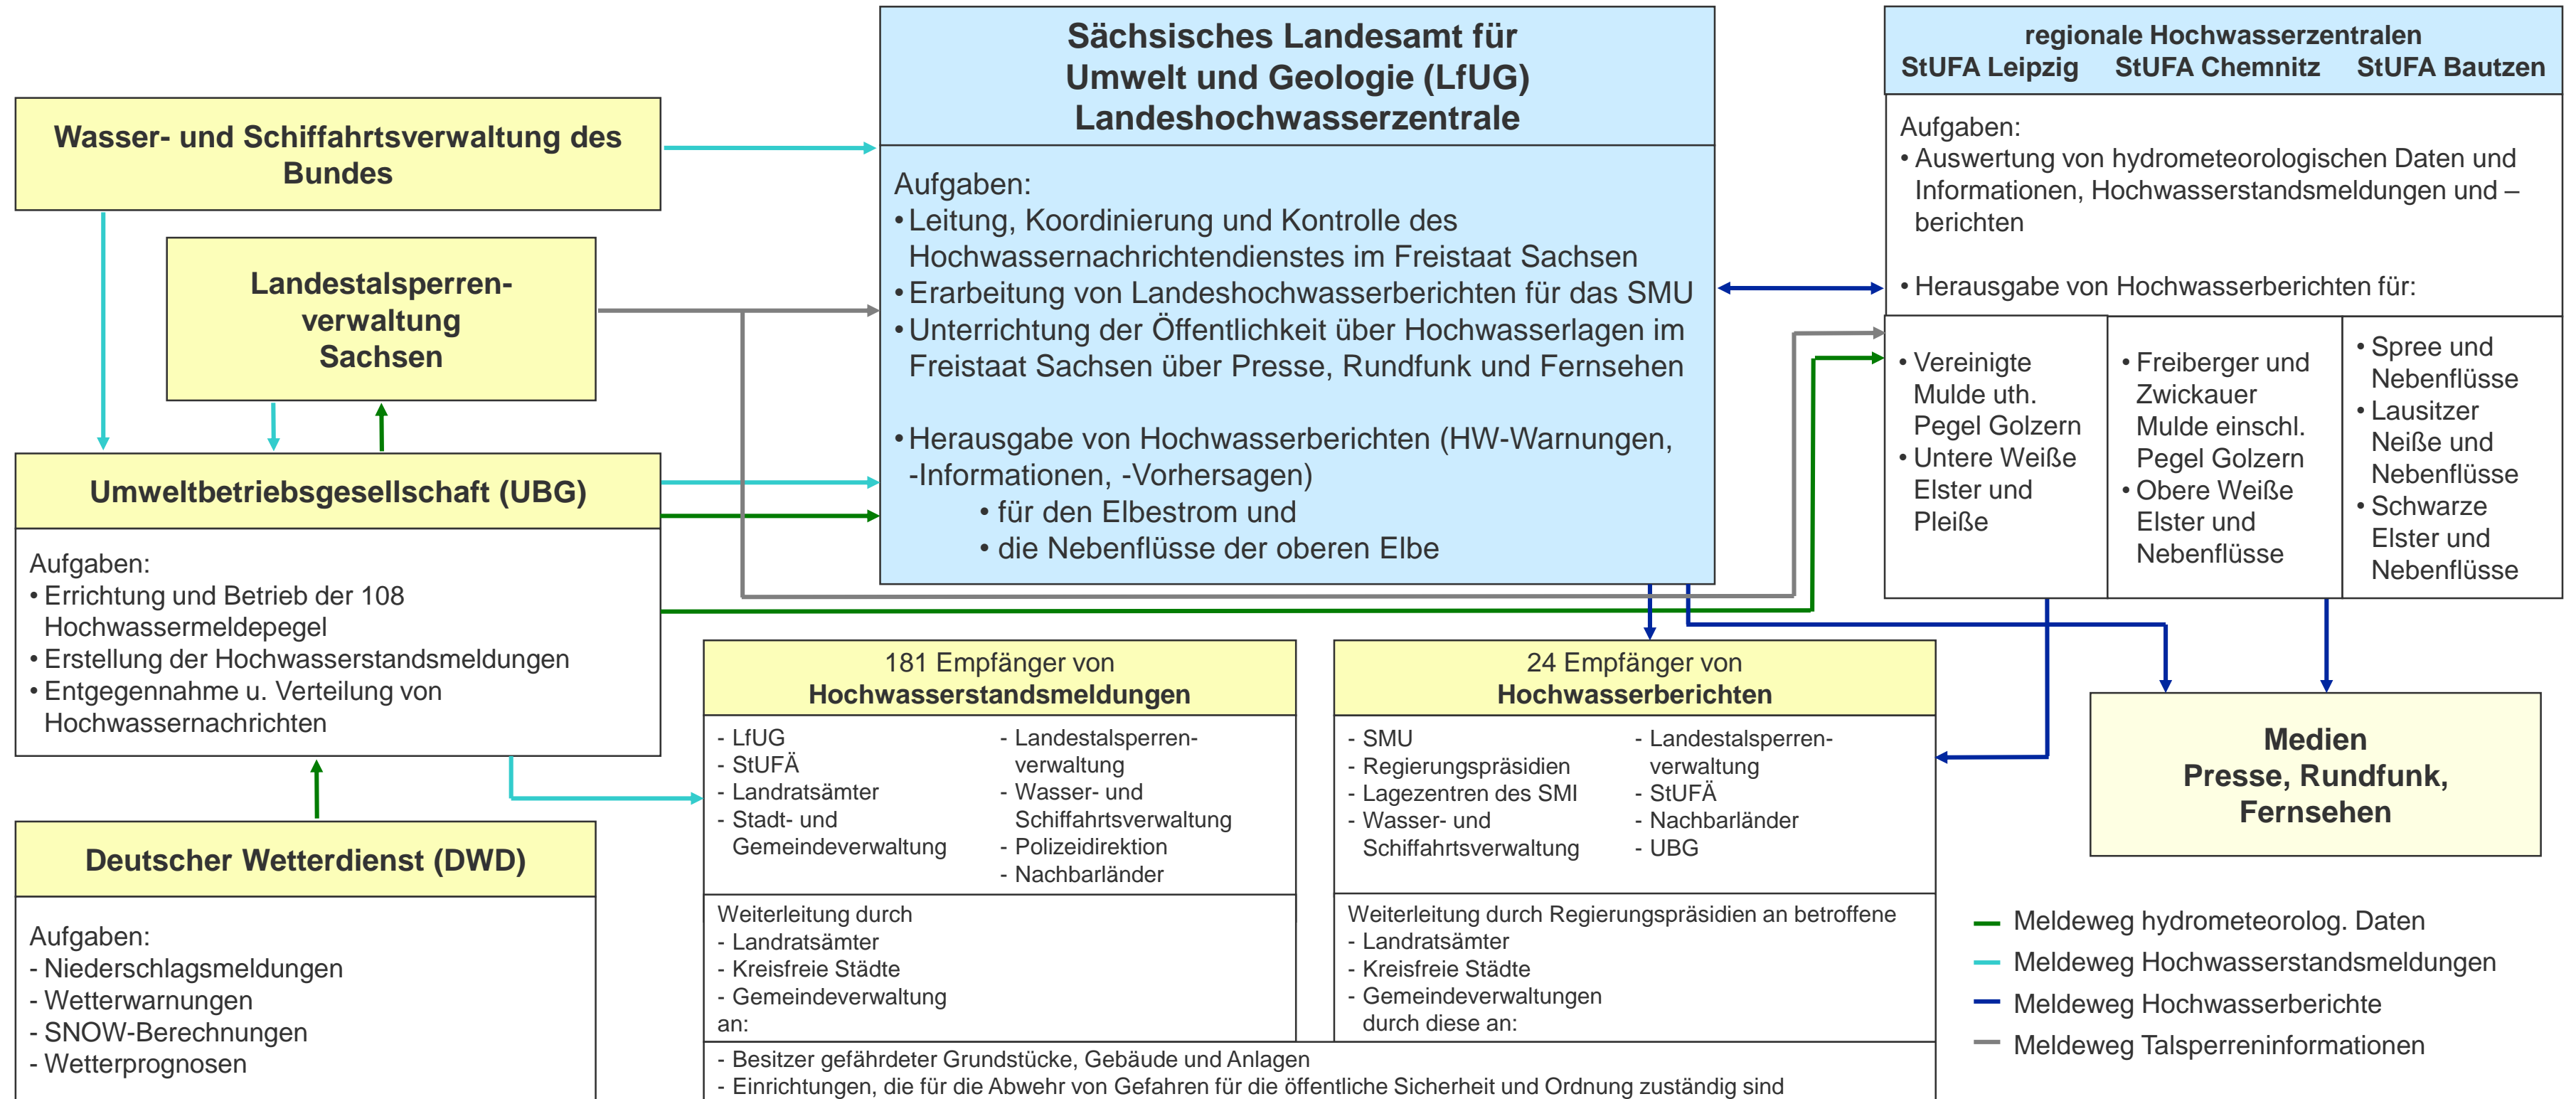 Wasser- und Schiffahrtsverwaltung des
Bundes
Landestalsperren-
verwaltung
Sachsen
Umweltbetriebsgesellschaft (UBG)
Aufgaben:
• Errichtung und Betrieb der 108
Hochwassermeldepegel
• Erstellung der Hochwasserstandsmeldungen
• Entgegennahme u. Verteilung von
Hochwassernachrichten
Deutscher Wetterdienst (DWD)
Aufgaben:
- Niederschlagsmeldungen
- Wetterwarnungen
- SNOW-Berechnungen
- Wetterprognosen
Sächsisches Landesamt für
Umwelt und Geologie (LfUG)
Landeshochwasserzentrale
Aufgaben:
• Leitung, Koordinierung und Kontrolle des
Hochwassernachrichtendienstes im Freistaat Sachsen
• Erarbeitung von Landeshochwasserberichten für das SMU
• Unterrichtung der Öffentlichkeit über Hochwasserlagen im
Freistaat Sachsen über Presse, Rundfunk und Fernsehen
• Herausgabe von Hochwasserberichten (HW-Warnungen,
-Informationen, -Vorhersagen)
• für den Elbestrom und
• die Nebenflüsse der oberen Elbe
regionale Hochwasserzentralen
StUFA Leipzig StUFA Chemnitz StUFA Bautzen
Aufgaben:
• Auswertung von hydrometeorologischen Daten und
Informationen, Hochwasserstandsmeldungen und –
berichten
• Herausgabe von Hochwasserberichten für:
• Vereinigte
Mulde uth.
Pegel Golzern
• Untere Weiße
Elster und
Pleiße
• Freiberger und
Zwickauer
Mulde einschl.
Pegel Golzern
• Obere Weiße
Elster und
Nebenflüsse
• Spree und
Nebenflüsse
• Lausitzer
Neiße und
Nebenflüsse
• Schwarze
Elster und
Nebenflüsse
181 Empfänger von
Hochwasserstandsmeldungen
- LfUG
- StUFÄ
- Landratsämter
- Stadt- und
Gemeindeverwaltung
- Landestalsperren-
verwaltung
- Wasser- und
Schiffahrtsverwaltung
- Polizeidirektion
- Nachbarländer
Weiterleitung durch
- Landratsämter
- Kreisfreie Städte
- Gemeindeverwaltung
an:
24 Empfänger von
Hochwasserberichten
- SMU
- Regierungspräsidien
- Lagezentren des SMI
- Wasser- und
Schiffahrtsverwaltung
- Landestalsperren-
verwaltung
- StUFÄ
- Nachbarländer
- UBG
Weiterleitung durch Regierungspräsidien an betroffene
- Landratsämter
- Kreisfreie Städte
- Gemeindeverwaltungen
durch diese an:
- Besitzer gefährdeter Grundstücke, Gebäude und Anlagen
- Einrichtungen, die für die Abwehr von Gefahren für die öffentliche Sicherheit und Ordnung zuständig sind
Medien
Presse, Rundfunk,
Fernsehen
Meldeweg hydrometeorolog. Daten
Meldeweg Hochwasserstandsmeldungen
Meldeweg Hochwasserberichte
Meldeweg Talsperreninformationen